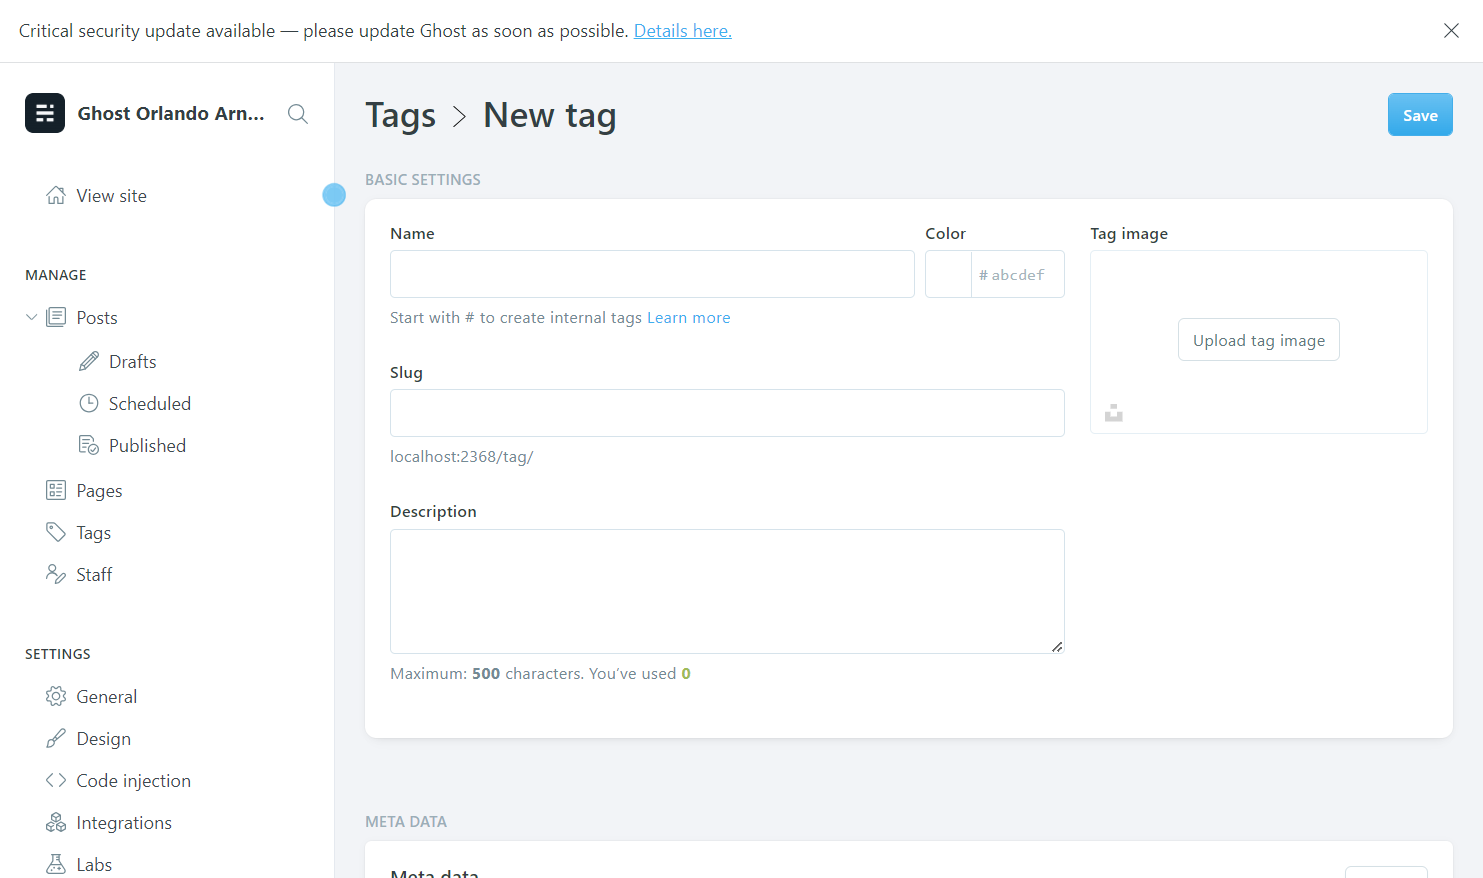 Critical security update available — please update Ghost as soon as possible. Details here.
Ghost Orlando Arn...
View site
MANAGE
Posts
Drafts
Scheduled
Published
Pages
Tags
Staff
SETTINGS
General
Design
Code injection
Integrations
Labs
Tags > New tag
Save
BASIC SETTINGS
Name
Start with # to create internal tags Learn more
Color
# abcdef
Slug
localhost:2368/tag/
Description
Maximum: 500 characters. You’ve used 0
Tag image
Upload tag image
META DATA
Meta data